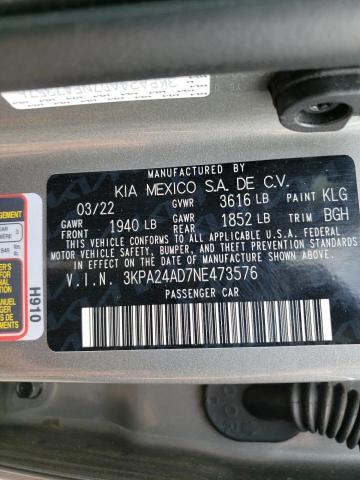 MANUFACTURED BY
KIA MEXICO S.A. DE C.V.
03/22 GVWR 3616 LB PAINT KLG
GAWR FRONT 1940 LB GAWR REAR 1852 LB TRIM BGH
THIS VEHICLE CONFORMS TO ALL APPLICABLE U.S.A. FEDERAL
MOTOR VEHICLE SAFETY, BUMPER, AND THEFT PREVENTION
STANDARDS IN EFFECT ON THE DATE OF MANUFACTURE SHOWN ABOVE.
V.I.N. 3KPA24AD7NE473576
PASSENGER CAR
H910